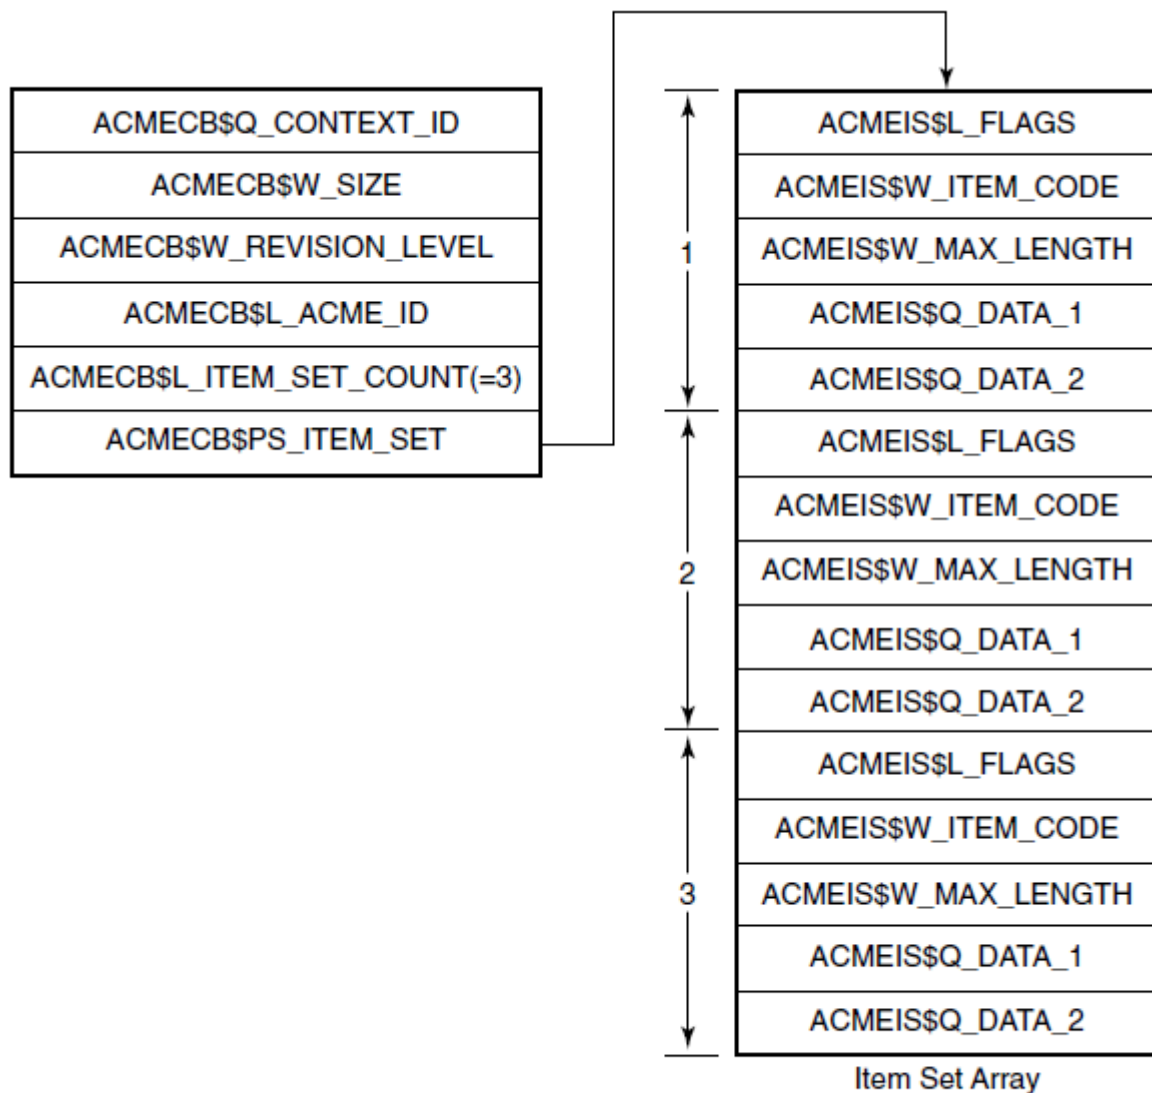 ACMECB$Q_CONTEXT_ID
ACMECB$W_SIZE
ACMECB$W_REVISION_LEVEL
ACMECB$L_ACME_ID
ACMECB$L_ITEM_SET_COUNT(=3)
ACMECB$PS_ITEM_SET
1
ACMEIS$L_FLAGS
ACMEIS$W_ITEM_CODE
ACMEIS$W_MAX_LENGTH
ACMEIS$Q_DATA_1
ACMEIS$Q_DATA_2
2
ACMEIS$L_FLAGS
ACMEIS$W_ITEM_CODE
ACMEIS$W_MAX_LENGTH
ACMEIS$Q_DATA_1
ACMEIS$Q_DATA_2
3
ACMEIS$L_FLAGS
ACMEIS$W_ITEM_CODE
ACMEIS$W_MAX_LENGTH
ACMEIS$Q_DATA_1
ACMEIS$Q_DATA_2
Item Set Array